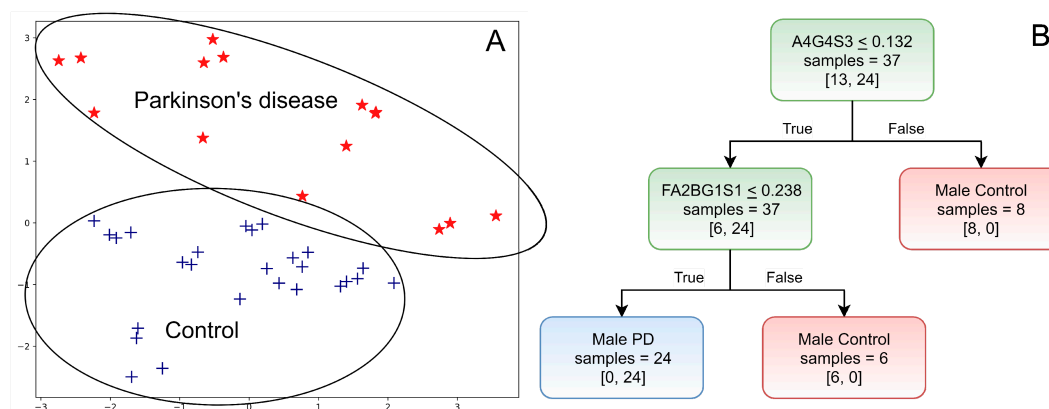 A
Parkinson's disease
Control
3
2
1
0
−1
−2
−3
−2
−1
0
1
2
3
B
A4G4S3 ≤ 0.132
samples = 37
[13, 24]
True
False
FA2BG1S1 ≤ 0.238
samples = 37
[6, 24]
Male Control
samples = 8
[8, 0]
True
False
Male PD
samples = 24
[0, 24]
Male Control
samples = 6
[6, 0]